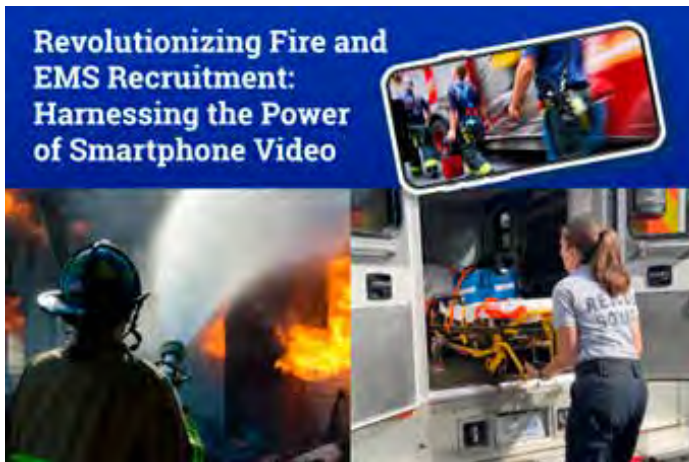 Revolutionizing Fire and
EMS Recruitment:
Harnessing the Power
of Smartphone Video